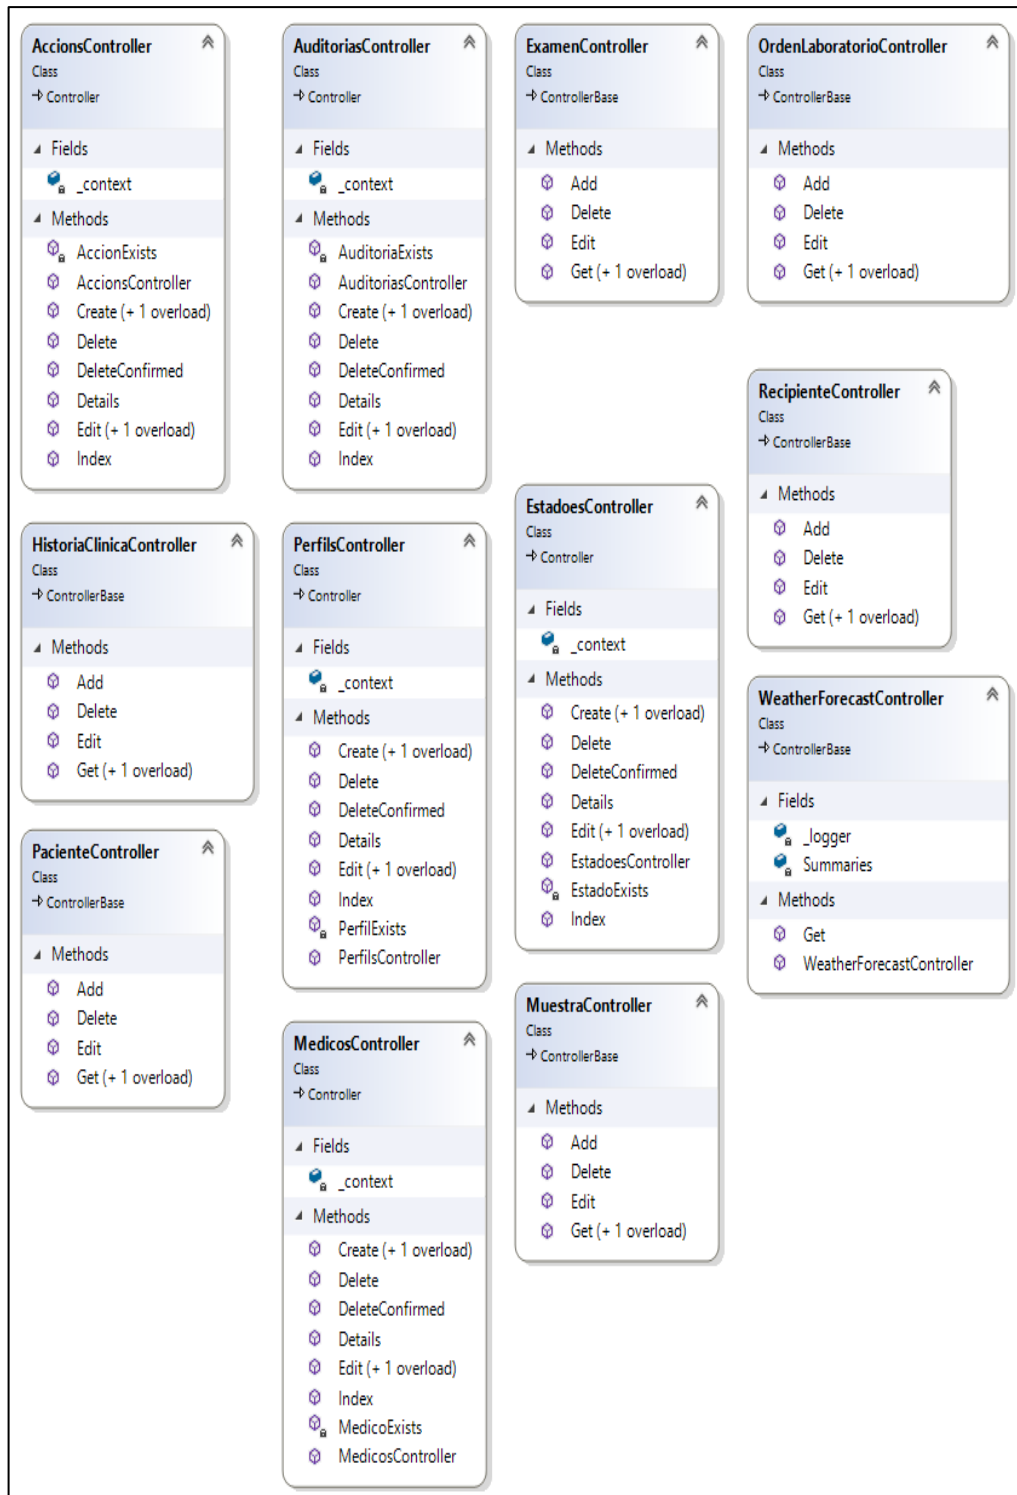 AccionsController
Class
Controller
Fields
_context
Methods
AccionExists
AccionsController
Create (+ 1 overload)
Delete
DeleteConfirmed
Details
Edit (+ 1 overload)
Index
HistoriaClinicaController
Class
ControllerBase
Methods
Add
Delete
Edit
Get (+ 1 overload)
PacienteController
Class
ControllerBase
Methods
Add
Delete
Edit
Get (+ 1 overload)
AuditoriasController
Class
Controller
Fields
_context
Methods
AuditoriaExists
AuditoriasController
Create (+ 1 overload)
Delete
DeleteConfirmed
Details
Edit (+ 1 overload)
Index
PerfilsController
Class
Controller
Fields
_context
Methods
Create (+ 1 overload)
Delete
DeleteConfirmed
Details
Edit (+ 1 overload)
Index
PerfilExists
PerfilsController
MedicosController
Class
Controller
Fields
_context
Methods
Create (+ 1 overload)
Delete
DeleteConfirmed
Details
Edit (+ 1 overload)
Index
MedicoExists
MedicosController
ExamenController
Class
ControllerBase
Methods
Add
Delete
Edit
Get (+ 1 overload)
EstadoesController
Class
Controller
Fields
_context
Methods
Create (+ 1 overload)
Delete
DeleteConfirmed
Details
Edit (+ 1 overload)
EstadoesController
EstadoExists
Index
MuestraController
Class
ControllerBase
Methods
Add
Delete
Edit
Get (+ 1 overload)
OrdenLaboratorioController
Class
ControllerBase
Methods
Add
Delete
Edit
Get (+ 1 overload)
RecipienteController
Class
ControllerBase
Methods
Add
Delete
Edit
Get (+ 1 overload)
WeatherForecastController
Class
ControllerBase
Fields
_logger
Summaries
Methods
Get
WeatherForecastController